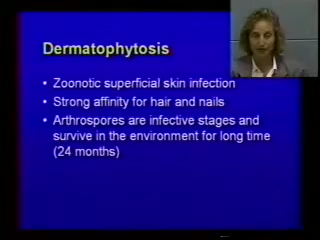 Dermatophytosis
• Zoonotic superficial skin infection
• Strong affinity for hair and nails
• Arthrospores are infective stages and
survive in the environment for long time
(24 months)